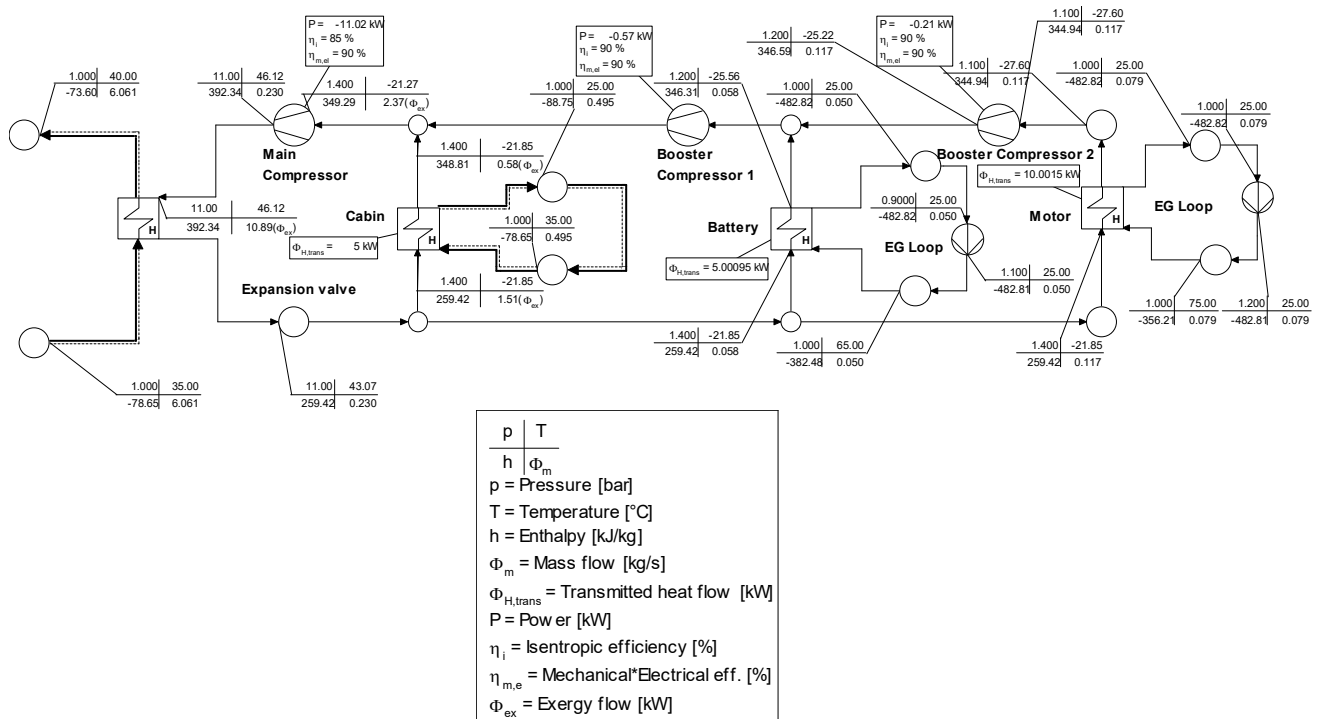 P = -11.02 kW
ηi = 85 %
ηm,el = 90 %
P = -0.57 kW
ηi = 90 %
ηm,el = 90 %
P = -0.21 kW
ηi = 90 %
ηm,el = 90 %
1.100 -27.60
344.94 0.117
1.200 -25.22
346.59 0.117
1.000 40.00
-73.60 6.061
11.00 46.12
392.34 0.230
1.400 -21.27
349.29 2.37(Φex)
1.000 25.00
-88.75 0.495
1.200 -25.56
346.31 0.058
1.000 25.00
-482.82 0.050
1.100 -27.60
344.94 0.117
1.000 25.00
-482.82 0.079
1.000 25.00
-482.82 0.079
Main
Compressor
1.400 -21.85
348.81 0.58(Φex)
Booster
Compressor 1
Booster Compressor 2
ΦH,trans = 10.0015 kW
11.00 46.12
392.34 10.89(Φex)
H
Cabin
H
ΦH,trans = 5 kW
1.000 35.00
-78.65 0.495
Battery
H
ΦH,trans = 5.00095 kW
0.9000 25.00
-482.82 0.050
EG Loop
Motor
H
EG Loop
Expansion valve
1.400 -21.85
259.42 1.51(Φex)
1.100 25.00
-482.81 0.050
1.400 -21.85
259.42 0.058
1.000 65.00
-382.48 0.050
1.400 -21.85
259.42 0.117
1.000 75.00
-356.21 0.079
1.200 25.00
-482.81 0.079
1.000 35.00
-78.65 6.061
11.00 43.07
259.42 0.230
p T
h Φm
p = Pressure [bar]
T = Temperature [°C]
h = Enthalpy [kJ/kg]
Φm = Mass flow [kg/s]
ΦH,trans = Transmitted heat flow [kW]
P = Power [kW]
ηi = Isentropic efficiency [%]
ηm,e = Mechanical*Electrical eff. [%]
Φex = Exergy flow [kW]